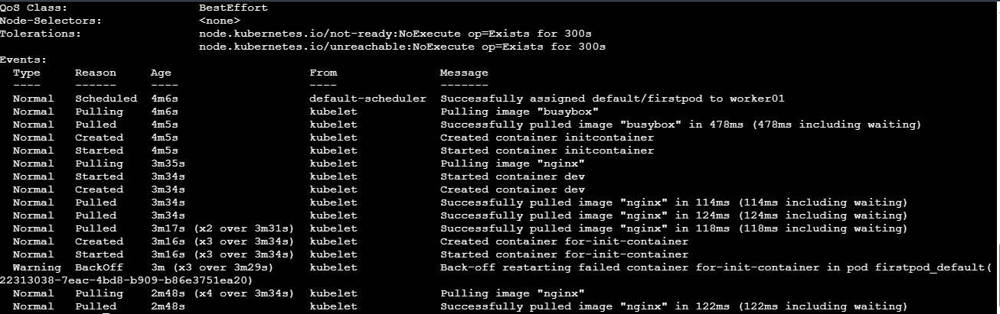 QoS Class:                   BestEffort
Node-Selectors:              <none>
Tolerations:                 node.kubernetes.io/not-ready:NoExecute op=Exists for 300s
                             node.kubernetes.io/unreachable:NoExecute op=Exists for 300s
Events:
  Type     Reason     Age                    From               Message
  ----     ------     ----                   ----               -------
  Normal   Scheduled  4m6s                   default-scheduler  Successfully assigned default/firstpod to worker01
  Normal   Pulling    4m6s                   kubelet            Pulling image "busybox"
  Normal   Pulled     4m5s                   kubelet            Successfully pulled image "busybox" in 478ms (478ms including waiting)
  Normal   Created    4m5s                   kubelet            Created container initcontainer
  Normal   Started    4m5s                   kubelet            Started container initcontainer
  Normal   Pulling    3m35s                  kubelet            Pulling image "nginx"
  Normal   Started    3m34s                  kubelet            Started container dev
  Normal   Created    3m34s                  kubelet            Created container dev
  Normal   Pulled     3m34s                  kubelet            Successfully pulled image "nginx" in 114ms (114ms including waiting)
  Normal   Pulled     3m34s                  kubelet            Successfully pulled image "nginx" in 124ms (124ms including waiting)
  Normal   Pulled     3m17s (x2 over 3m31s)  kubelet            Successfully pulled image "nginx" in 118ms (118ms including waiting)
  Normal   Created    3m16s (x3 over 3m34s)  kubelet            Created container for-init-container
  Normal   Started    3m16s (x3 over 3m34s)  kubelet            Started container for-init-container
  Warning  BackOff    3m (x3 over 3m29s)     kubelet            Back-off restarting failed container for-init-container in pod firstpod_default(
22313038-7eac-4bd8-b909-b86e3751ea20)
  Normal   Pulling    2m48s (x4 over 3m34s)  kubelet            Pulling image "nginx"
  Normal   Pulled     2m48s                  kubelet            Successfully pulled image "nginx" in 122ms (122ms including waiting)